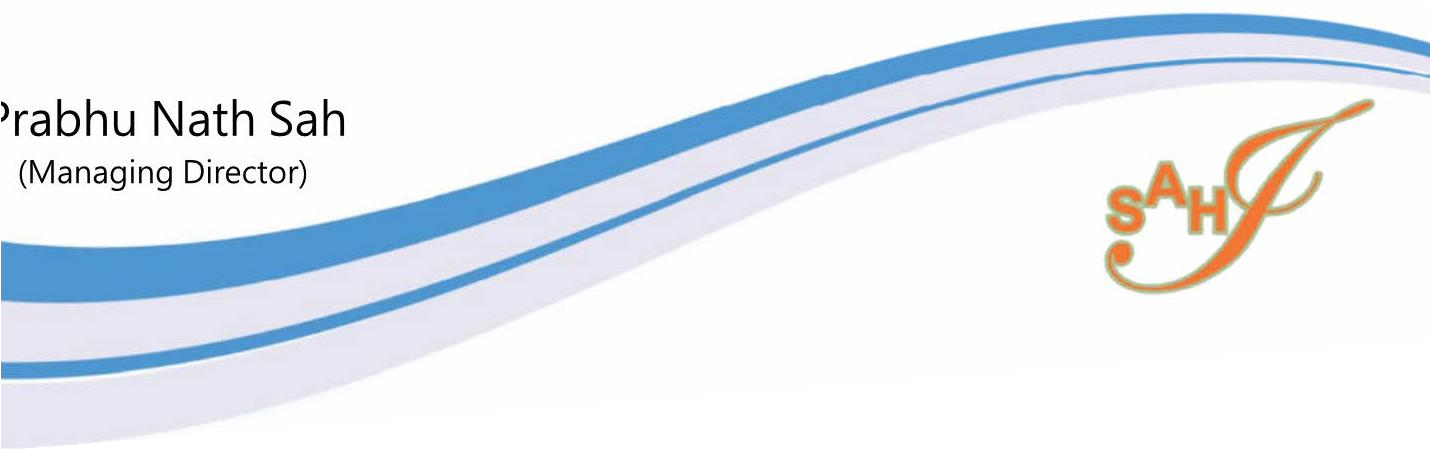 Prabhu Nath Sah
(Managing Director)
SAHJ